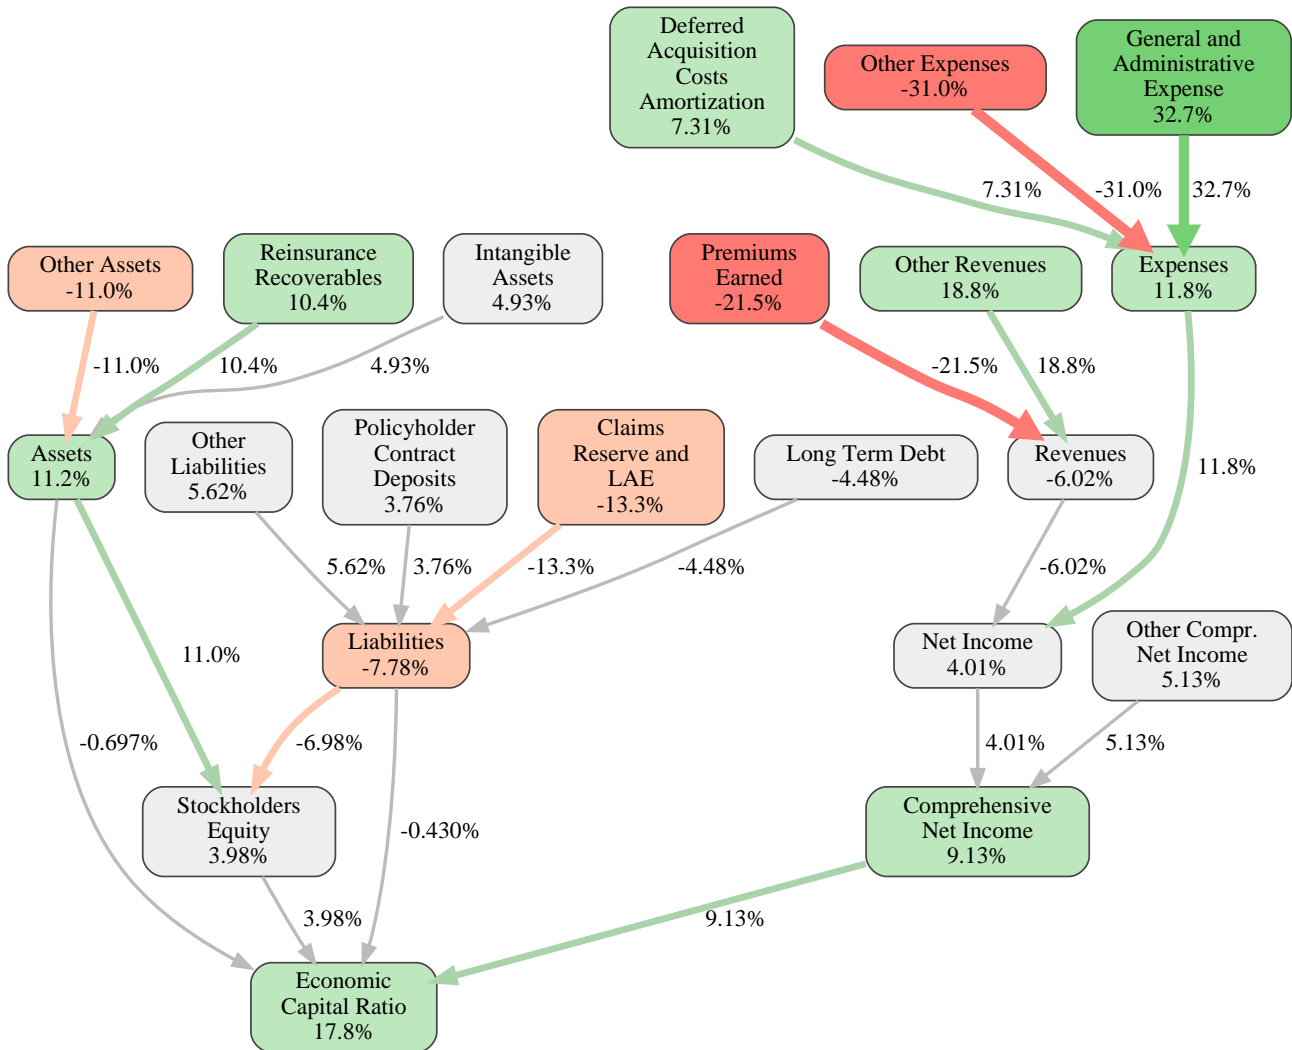 Deferred
Acquisition
Costs
Amortization
7.31%
Other Expenses
-31.0%
General and
Administrative
Expense
32.7%
7.31%
-31.0%
32.7%
Other Assets
-11.0%
Reinsurance
Recoverables
10.4%
Intangible
Assets
4.93%
Premiums
Earned
-21.5%
Other Revenues
18.8%
Expenses
11.8%
-11.0%
10.4%
4.93%
-21.5%
18.8%
Assets
11.2%
Other
Liabilities
5.62%
Policyholder
Contract
Deposits
3.76%
Claims
Reserve and
LAE
-13.3%
Long Term Debt
-4.48%
Revenues
-6.02%
11.8%
5.62%
3.76%
-13.3%
-4.48%
-6.02%
11.0%
Liabilities
-7.78%
Net Income
4.01%
Other Compr.
Net Income
5.13%
-0.697%
-6.98%
4.01%
5.13%
Stockholders
Equity
3.98%
-0.430%
Comprehensive
Net Income
9.13%
3.98%
9.13%
Economic
Capital Ratio
17.8%